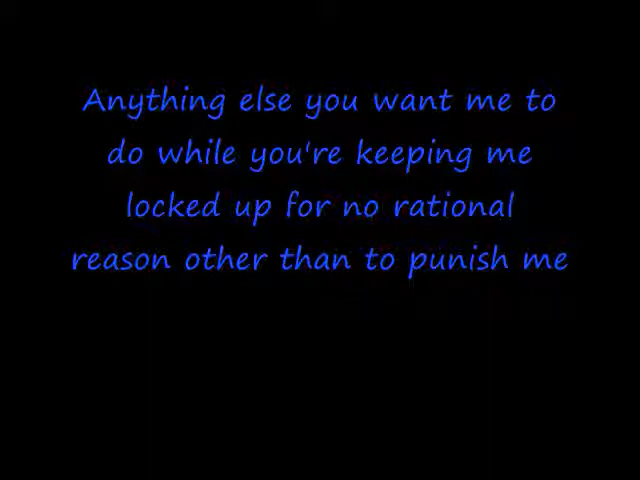 Anything else you want me to
do while you're keeping me
locked up for no rational
reason other than to punish me